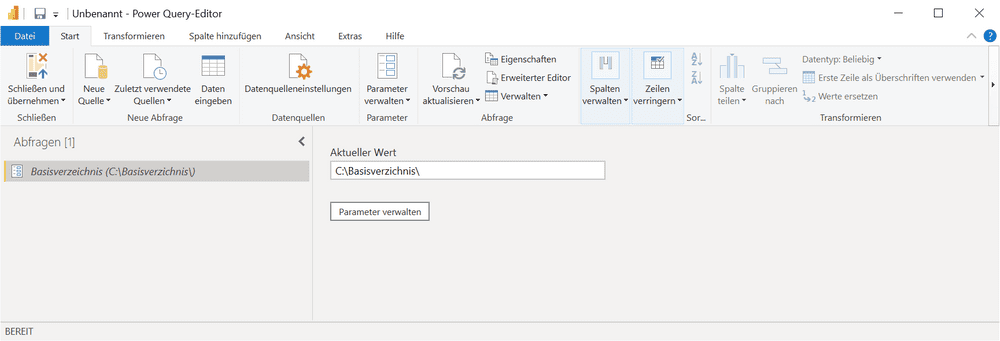 Unbenannt - Power Query-Editor
Datei Start Transformieren Spalte hinzufügen Ansicht Extras Hilfe
Schließen und übernehmen
Neue Quelle
Zuletzt verwendete Quellen
Daten eingeben
Datenquelleneinstellungen
Parameter verwalten
Vorschau aktualisieren
Eigenschaften
Erweiterter Editor
Verwalten
Spalten verwalten
Zeilen verringern
A
Z
Z
A
Spalte teilen
Gruppieren nach
Datentyp: Beliebig
Erste Zeile als Überschriften verwenden
1
2
Werte ersetzen
Schließen
Neue Abfrage
Datenquellen
Parameter
Abfrage
Sor...
Transformieren
Abfragen [1]
Basisverzeichnis (C:\Basisverzichnis\)
Aktueller Wert
C:\Basisverzichnis\
Parameter verwalten
BEREIT